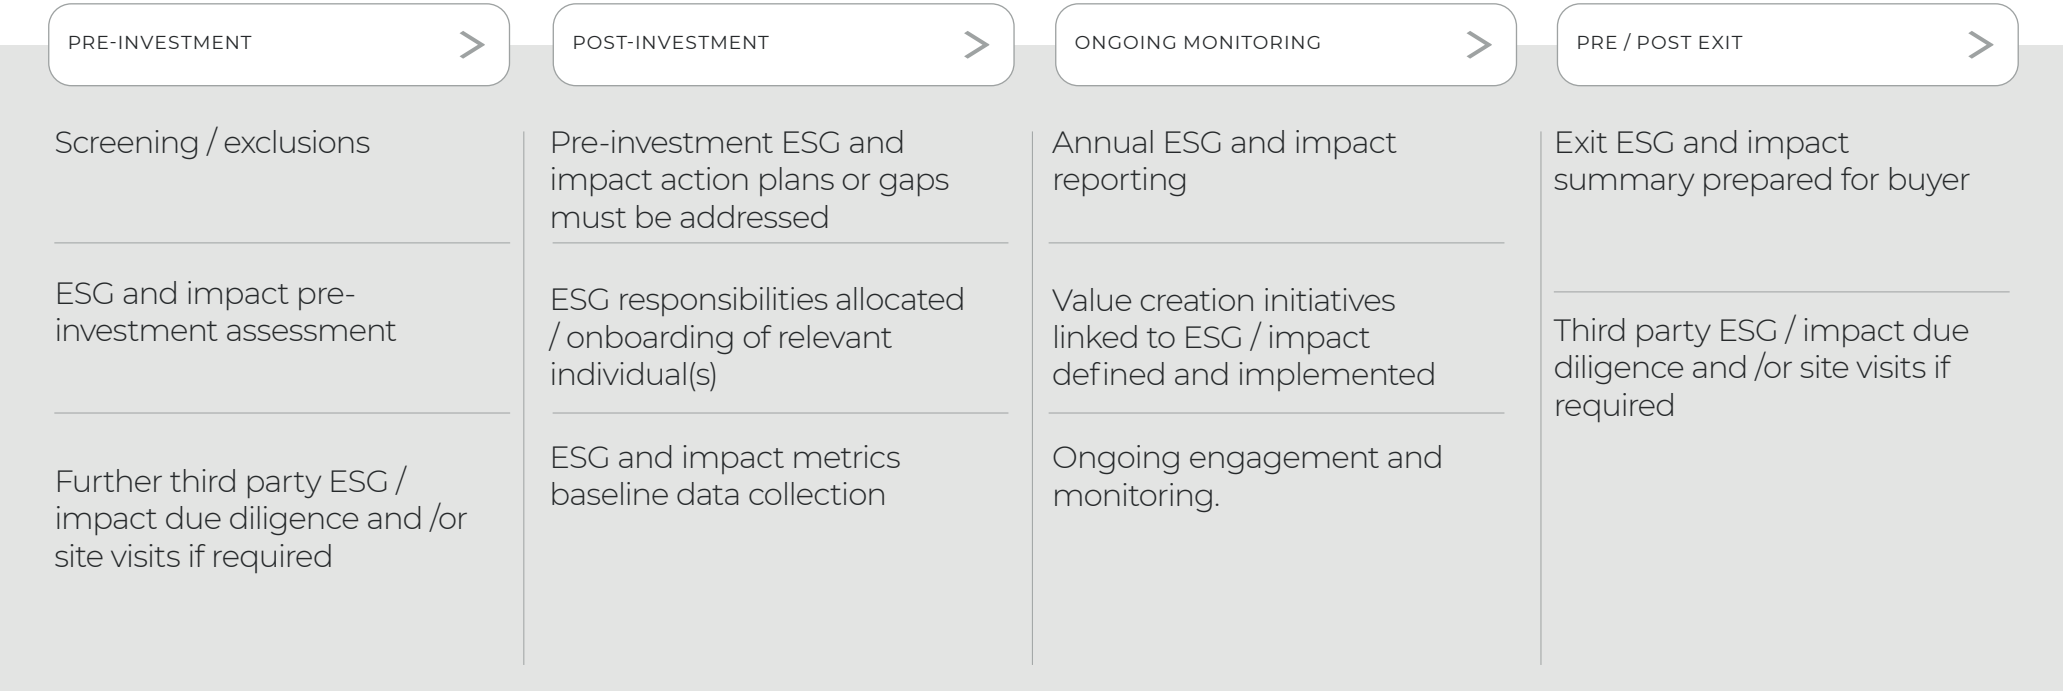 PRE-INVESTMENT
Screening / exclusions
ESG and impact pre-
investment assessment
Further third party ESG /
impact due diligence and /or
site visits if required
POST-INVESTMENT
Pre-investment ESG and
impact action plans or gaps
must be addressed
ESG responsibilities allocated
/ onboarding of relevant
individual(s)
ESG and impact metrics
baseline data collection
ONGOING MONITORING
Annual ESG and impact
reporting
Value creation initiatives
linked to ESG / impact
defined and implemented
Ongoing engagement and
monitoring.
PRE / POST EXIT
Exit ESG and impact
summary prepared for buyer
Third party ESG / impact due
diligence and /or site visits if
required